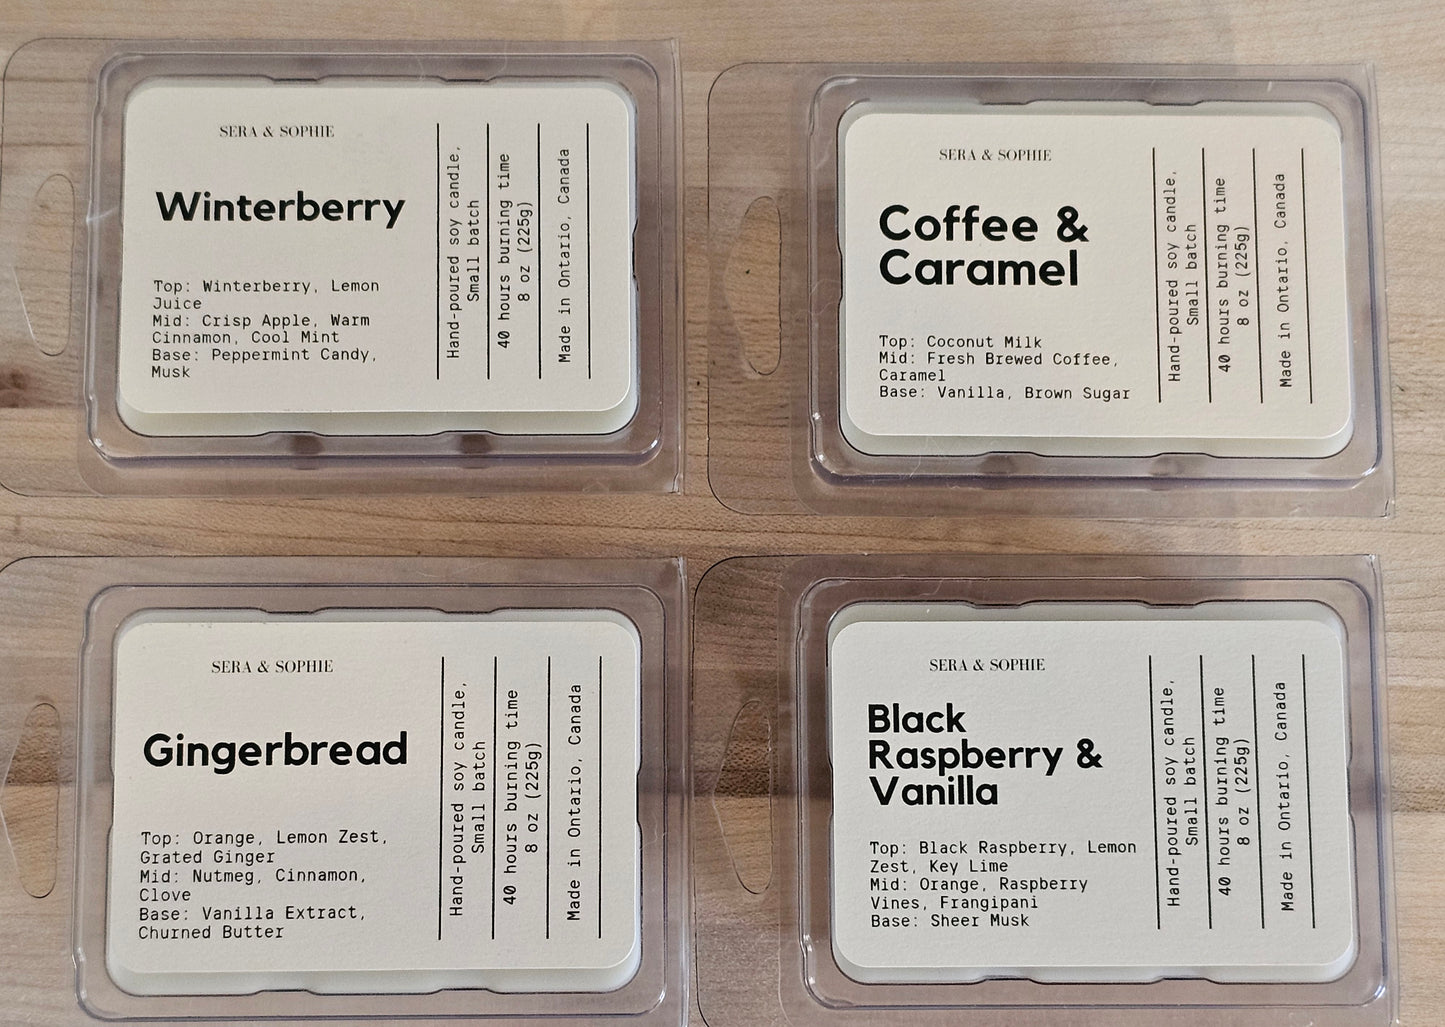 SERA & SOPHIE
Winterberry
Top: Winterberry, Lemon
Juice
Mid: Crisp Apple, Warm
Cinnamon, Cool Mint
Base: Peppermint Candy,
Musk
Hand-poured soy candle,
Small batch
40 hours burning time
8 oz (225g)
Made in Ontario, Canada
SERA & SOPHIE
Coffee &
Caramel
Top: Coconut Milk
Mid: Fresh Brewed Coffee,
Caramel
Base: Vanilla, Brown Sugar
Hand-poured soy candle,
Small batch
40 hours burning time
8 oz (225g)
Made in Ontario, Canada
SERA & SOPHIE
Gingerbread
Top: Orange, Lemon Zest,
Grated Ginger
Mid: Nutmeg, Cinnamon,
Clove
Base: Vanilla Extract,
Churned Butter
Hand-poured soy candle,
Small batch
40 hours burning time
8 oz (225g)
Made in Ontario, Canada
SERA & SOPHIE
Black
Raspberry &
Vanilla
Top: Black Raspberry, Lemon
Zest, Key Lime
Mid: Orange, Raspberry
Vines, Frangipani
Base: Sheer Musk
Hand-poured soy candle,
Small batch
40 hours burning time
8 oz (225g)
Made in Ontario, Canada